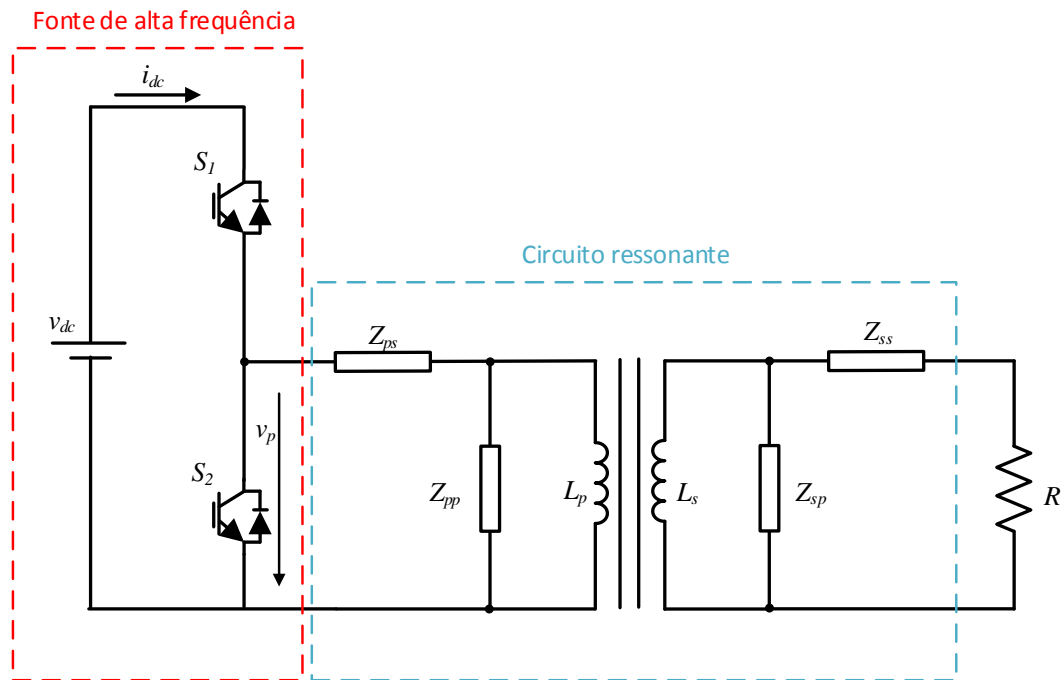 Fonte de alta frequência
i_dc
S_1
Circuito ressonante
v_dc
Z_ps
Z_ss
v_p
S_2
Z_pp
L_p
L_s
Z_sp
R